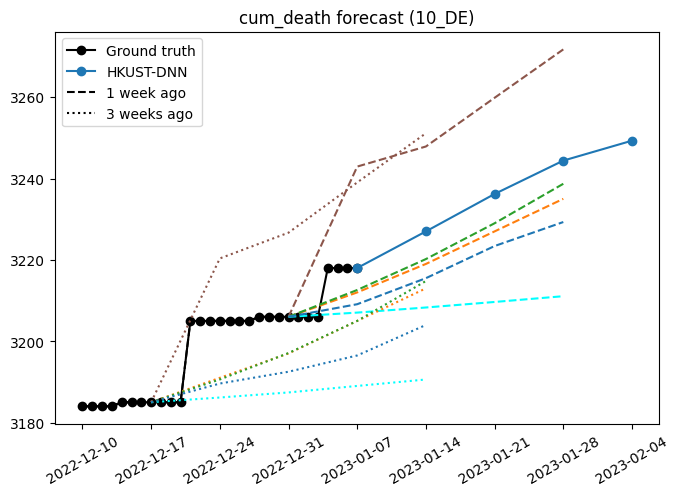 cum_death forecast (10_DE)
Ground truth
HKUST-DNN
1 week ago
3 weeks ago
3260
3240
3220
3200
3180
2022-12-10
2022-12-17
2022-12-24
2022-12-31
2023-01-07
2023-01-14
2023-01-21
2023-01-28
2023-02-04